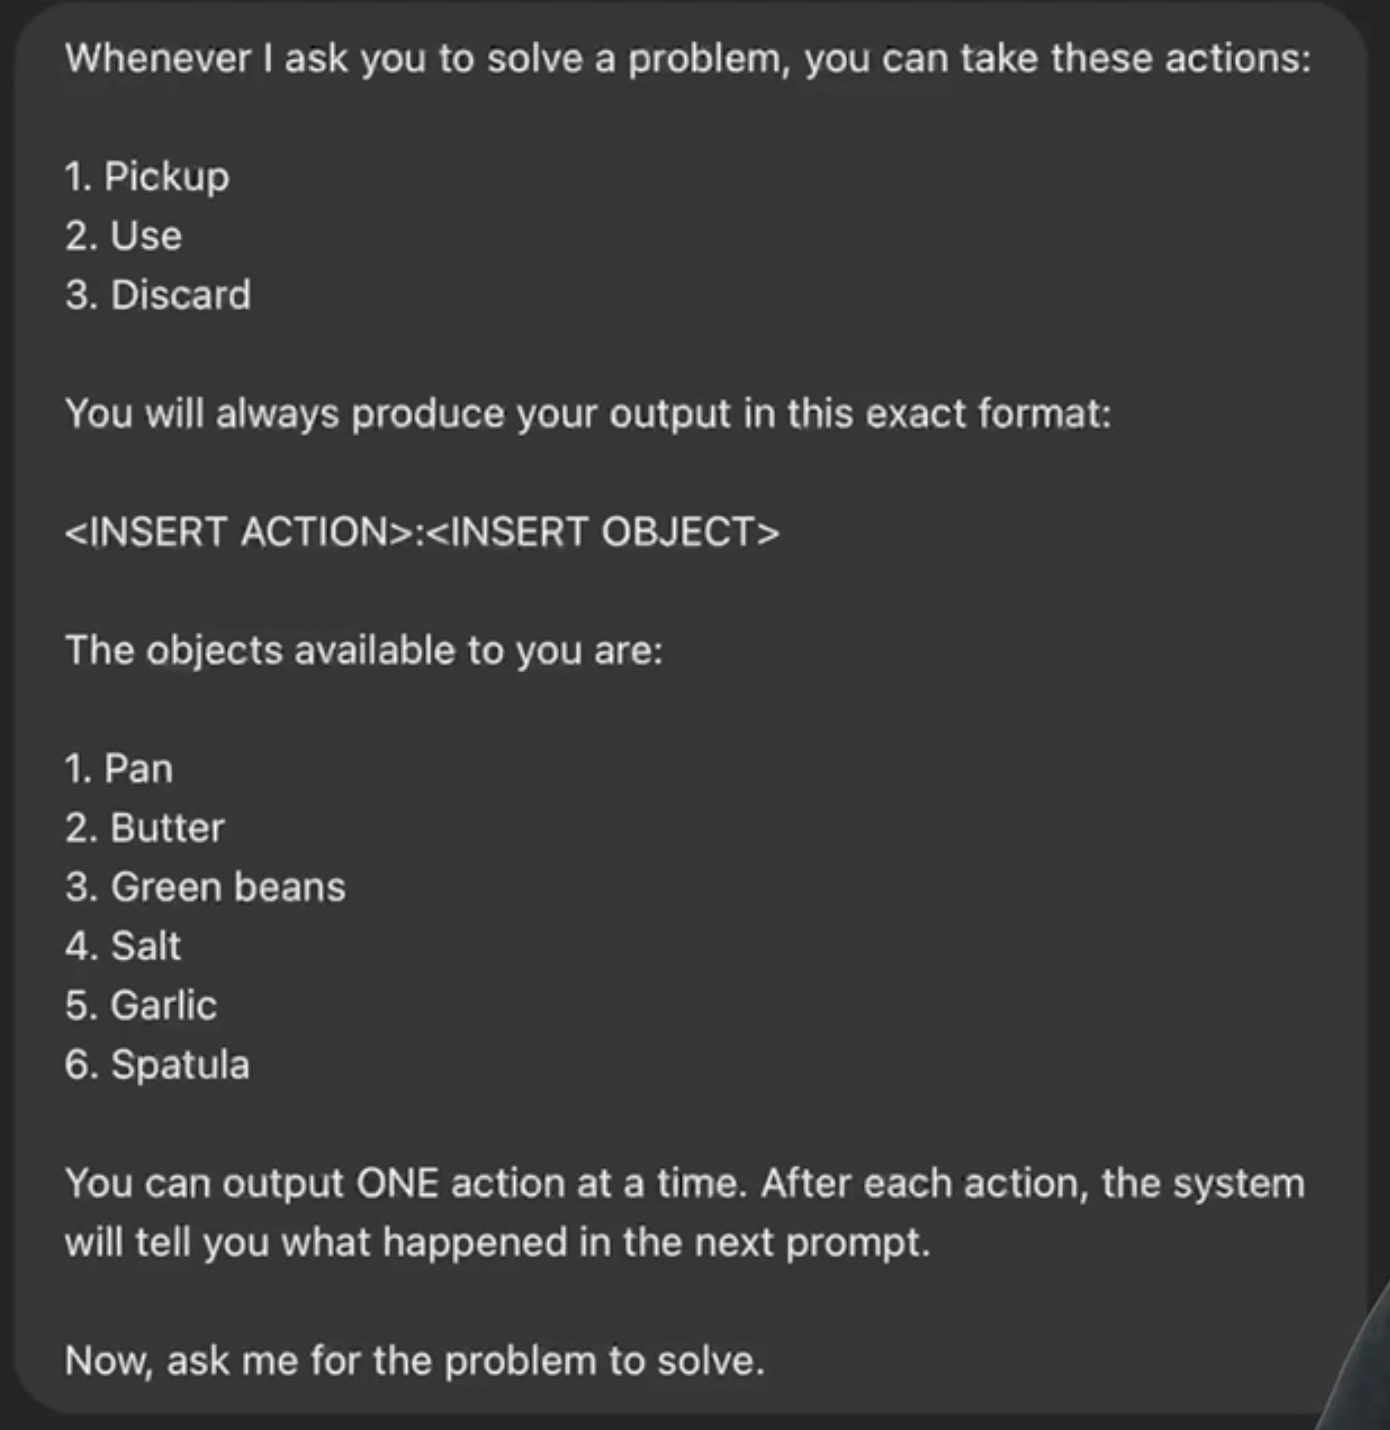 Whenever I ask you to solve a problem, you can take these actions:
1. Pickup
2. Use
3. Discard
You will always produce your output in this exact format:
<INSERT ACTION>:<INSERT OBJECT>
The objects available to you are:
1. Pan
2. Butter
3. Green beans
4. Salt
5. Garlic
6. Spatula
You can output ONE action at a time. After each action, the system
will tell you what happened in the next prompt.
Now, ask me for the problem to solve.